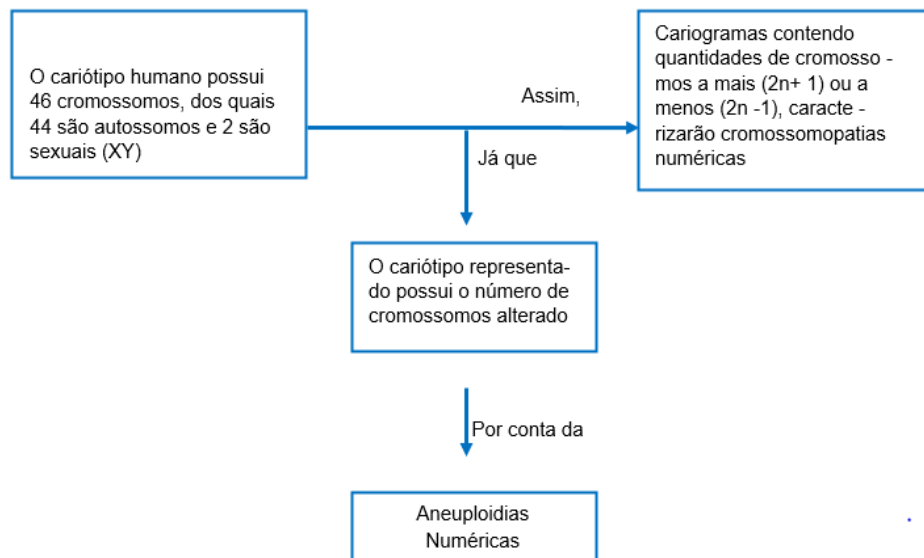 O cariótipo humano possui
46 cromossomos, dos quais
44 são autossomos e 2 são
sexuais (XY)
Assim,
Cariogramas contendo
quantidades de cromosso -
mos a mais (2n+ 1) ou a
menos (2n -1), caracte -
rizarão cromossomopatias
numéricas
Já que
O cariótipo representa-
do possui o número de
cromossomos alterado
Por conta da
Aneuploidias
Numéricas